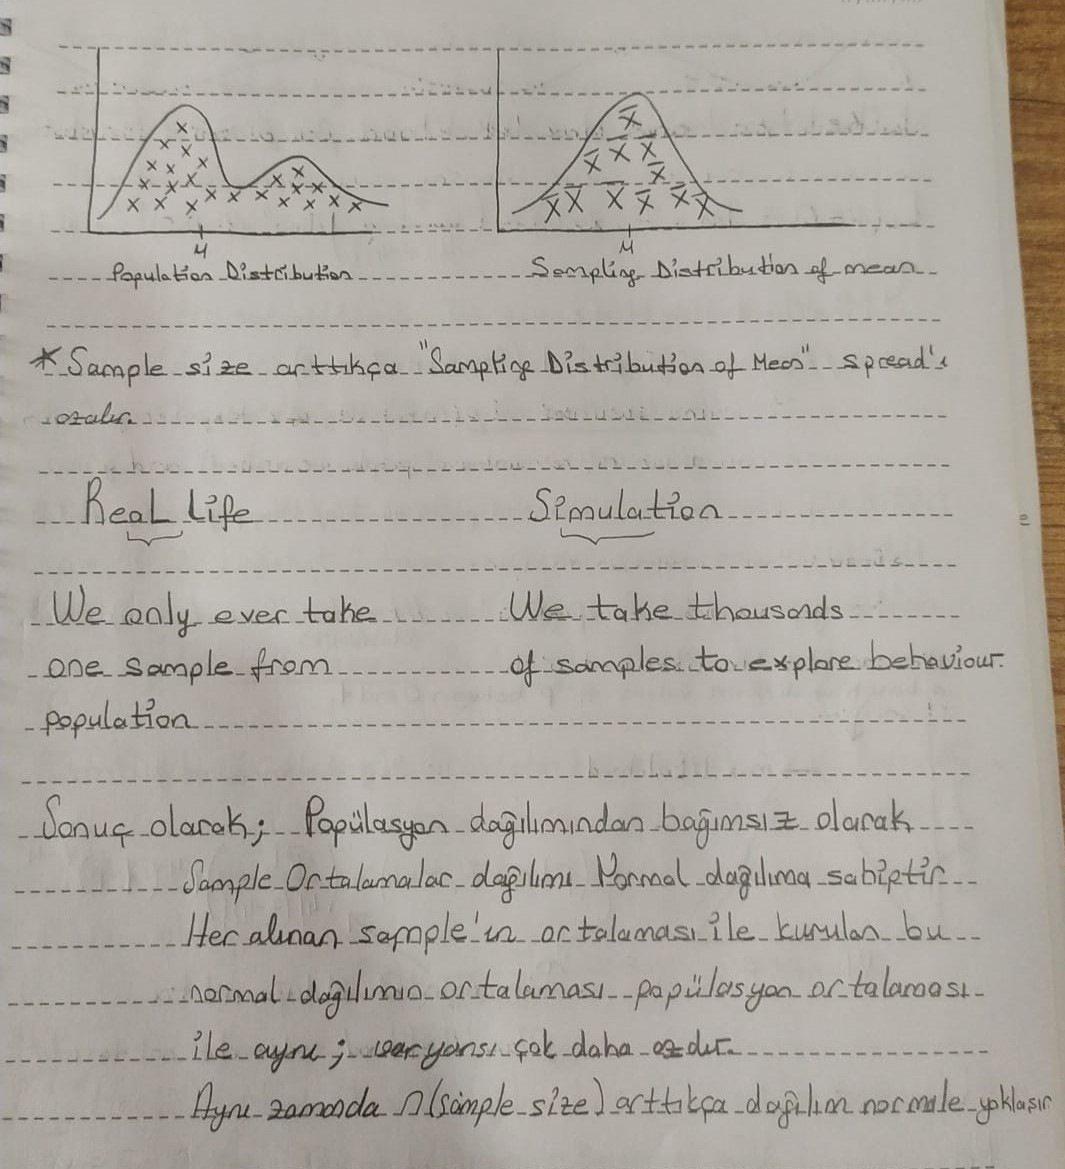 x x x x x x x x x x x x x x x x x x x x x x x x x x
x̄ x̄ x̄ x̄ x̄ x̄ x̄ x̄ x̄ x̄ x̄
M M
Population Distribution Sampling Distribution of mean
* Sample size arttıkça "Sampling Distribution of Mean" spread'ı
azalır.
Real Life Simulation
We only ever take We take thousands
one sample from of samples to explore behaviour.
population
Sonuç olarak; Popülasyon dağılımından bağımsız olarak
Sample Ortalamalar dağılımı Normal dağılıma sahiptir
Her alınan sample'ın ortalaması ile kurulan bu
normal dağılımın ortalaması popülasyon ortalaması
ile aynı; varyansı çok daha azdır.
Aynı zamanda n (sample size) arttıkça dağılım normale yaklaşır